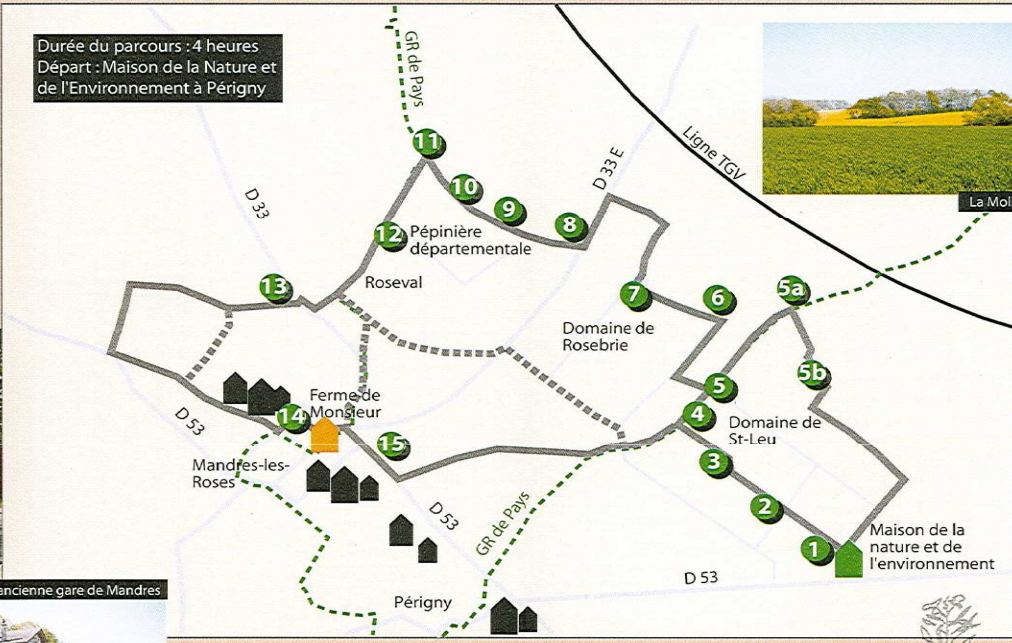 Durée du parcours : 4 heures
Départ : Maison de la Nature et
de l'Environnement à Périgny
GR de Pays
Ligne TGV
D 33 E
D 33
11
10
9
8
12
Pépinière
départementale
Roseval
13
7
6
5a
Domaine de
Rosebrie
5b
5
4
Domaine de
St-Leu
Ferme de
Monsieur
14
15
D 53
Mandres-les-
Roses
3
2
1
Maison de la
nature et de
l'environnement
D 53
GR de Pays
D 53
Périgny
ancienne gare de Mandres
La